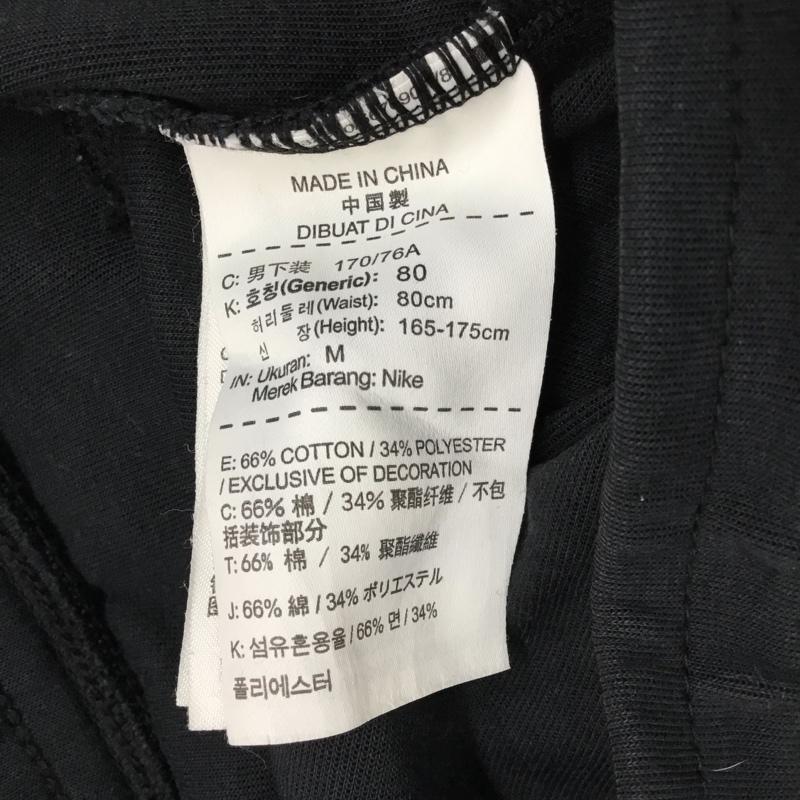 MADE IN CHINA
中国製
DIBUAT DI CINA
C: 男下装 170/76A
K: 호칭(Generic): 80
허리둘레(Waist): 80cm
신 장(Height): 165-175cm
IN: Ukuran: M
Merek Barang: Nike
E: 66% COTTON / 34% POLYESTER
/ EXCLUSIVE OF DECORATION
C: 66% 棉 / 34% 聚酯纤维 / 不包
括装饰部分
T: 66% 棉 / 34% 聚酯纖維
J: 66% 綿 / 34% ポリエステル
K: 섬유혼용율 / 66% 면 / 34%
폴리에스터